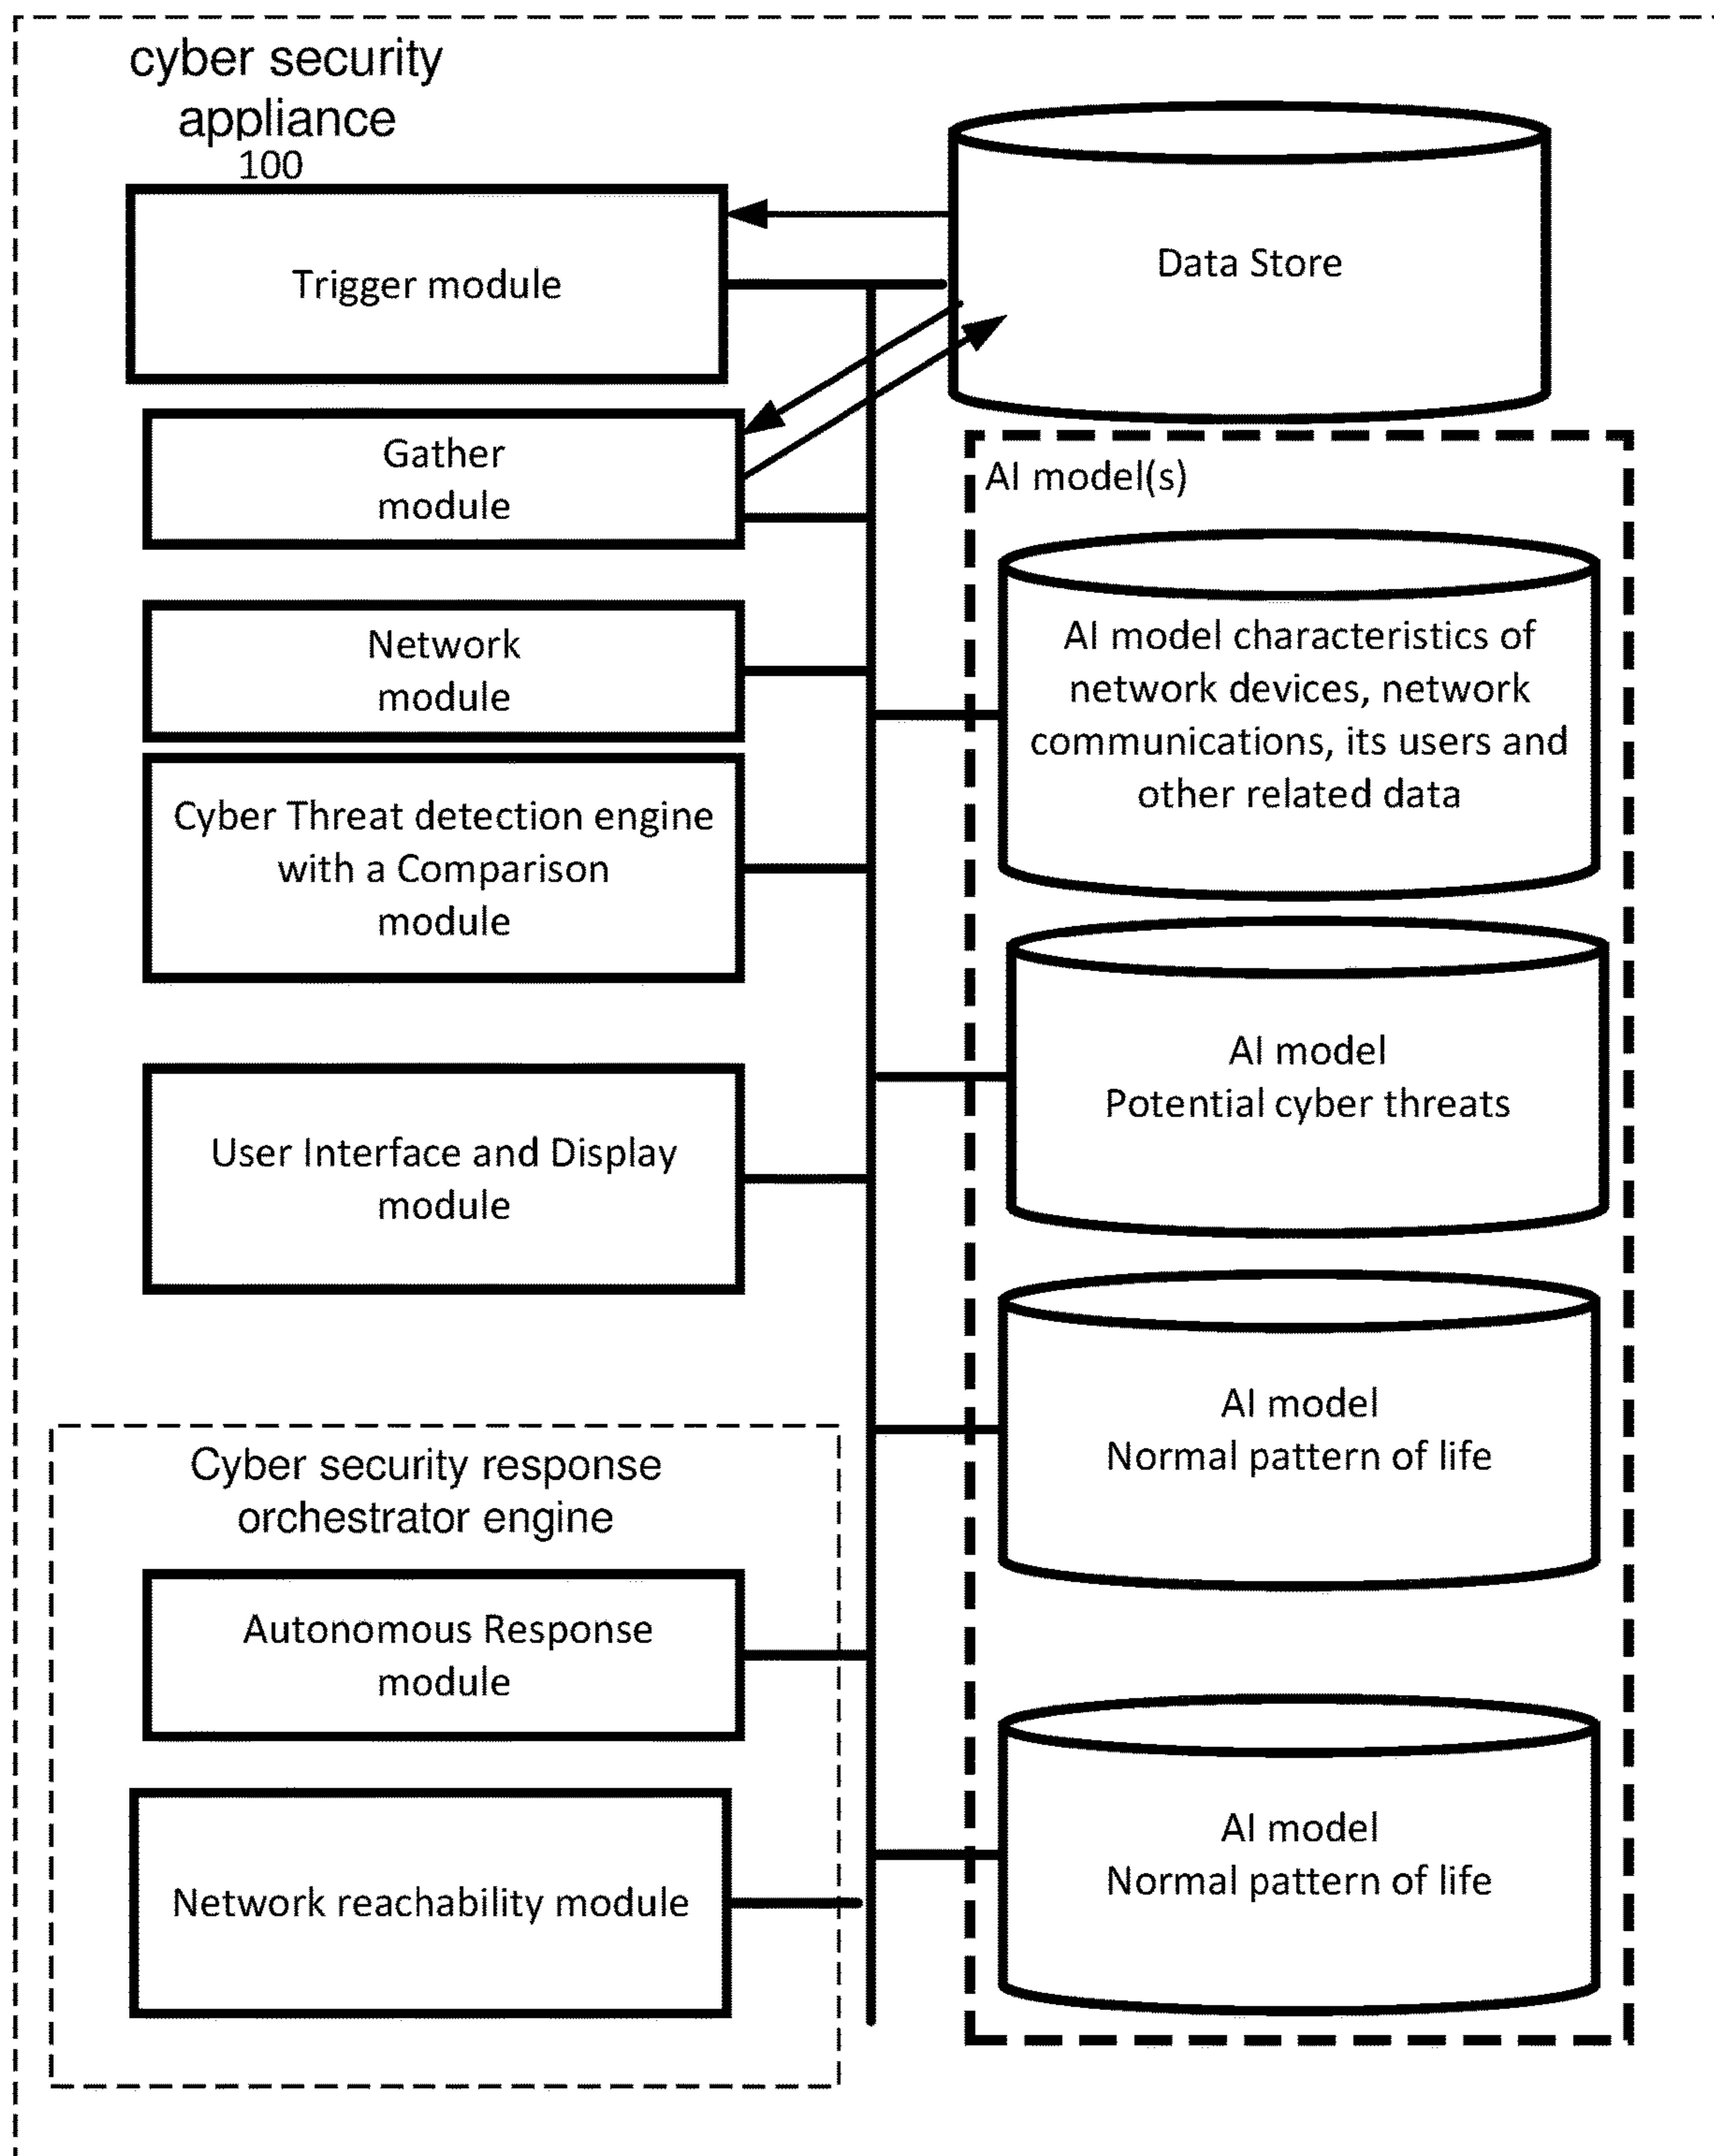 cyber security
appliance
100
Trigger module
Data Store
Gather
module
AI model(s)
Network
module
AI model characteristics of
network devices, network
communications, its users and
other related data
Cyber Threat detection engine
with a Comparison
module
AI model
Potential cyber threats
User Interface and Display
module
AI model
Normal pattern of life
Cyber security response
orchestrator engine
Autonomous Response
module
AI model
Normal pattern of life
Network reachability module